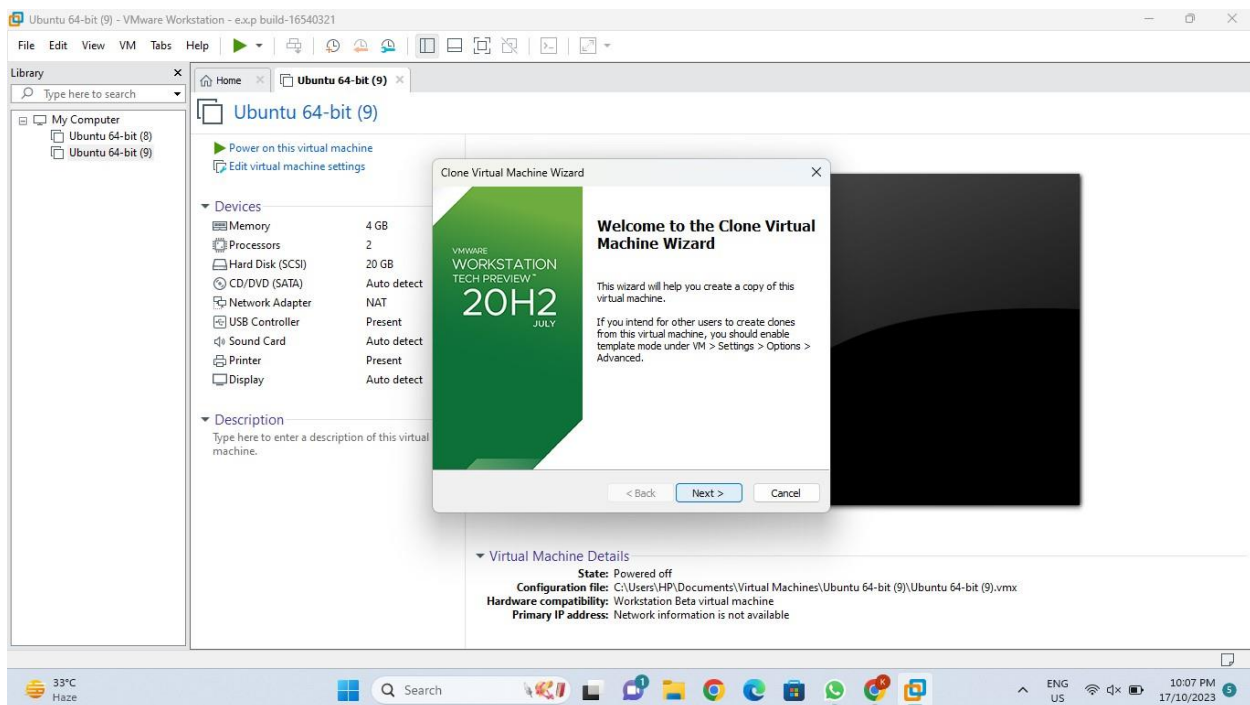 Ubuntu 64-bit (9) - VMware Workstation - e.x.p build-16540321
File Edit View VM Tabs Help
Library
Type here to search
My Computer
Ubuntu 64-bit (8)
Ubuntu 64-bit (9)
Home
Ubuntu 64-bit (9)
Ubuntu 64-bit (9)
Power on this virtual machine
Edit virtual machine settings
Devices
Memory 4 GB
Processors 2
Hard Disk (SCSI) 20 GB
CD/DVD (SATA) Auto detect
Network Adapter NAT
USB Controller Present
Sound Card Auto detect
Printer Present
Display Auto detect
Description
Type here to enter a description of this virtual
machine.
Clone Virtual Machine Wizard
VMWARE
WORKSTATION
TECH PREVIEW™
20H2
JULY
Welcome to the Clone Virtual
Machine Wizard
This wizard will help you create a copy of this
virtual machine.
If you intend for other users to create clones
from this virtual machine, you should enable
template mode under VM > Settings > Options >
Advanced.
< Back Next > Cancel
Virtual Machine Details
State: Powered off
Configuration file: C:\Users\HP\Documents\Virtual Machines\Ubuntu 64-bit (9)\Ubuntu 64-bit (9).vmx
Hardware compatibility: Workstation Beta virtual machine
Primary IP address: Network information is not available
33°C
Haze
Search
1
K
ENG
US
10:07 PM
17/10/2023
5